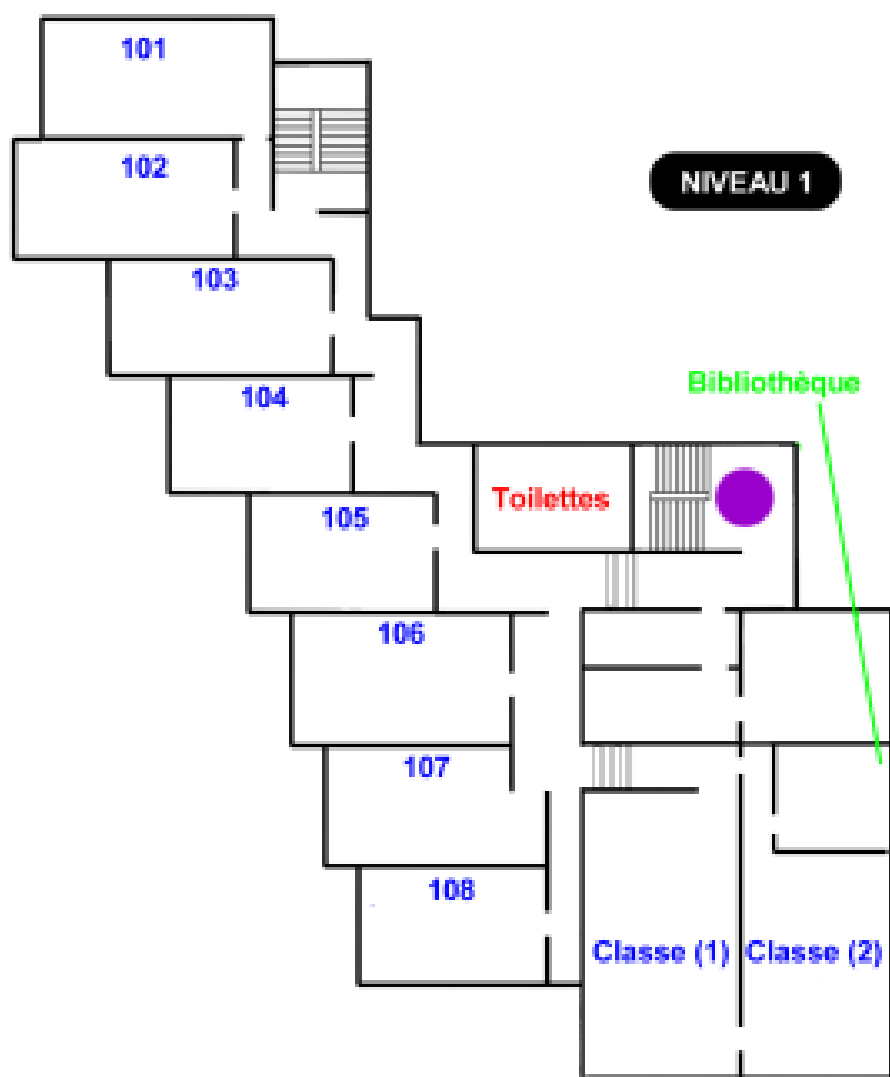 101
102
NIVEAU 1
103
Bibliothèque
104
Toilettes
105
106
107
108
Classe (1)
Classe (2)